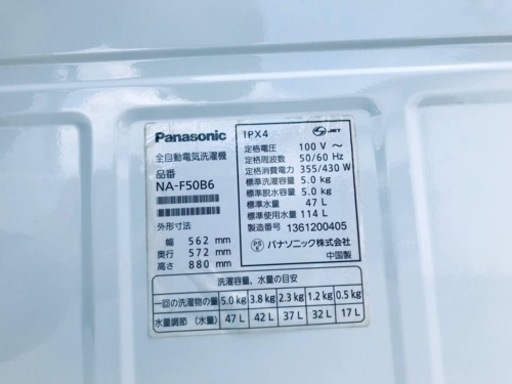 Panasonic
全自動電気洗濯機
品番
NA-F50B6
外形寸法
幅 562 mm
奥行 572 mm
高さ 880 mm
IPX4
JET
定格電圧 100 V ～
定格周波数 50/60 Hz
定格消費電力 355/430 W
標準洗濯容量 5.0 kg
標準脱水容量 5.0 kg
標準水量 47 L
標準使用水量 114 L
製造番号 1361200405
パナソニック株式会社
中国製
洗濯容量、水量の目安
一回の洗濯物の量 5.0 kg 3.8 kg 2.3 kg 1.2 kg 0.5 kg
水量調節（水量） 47 L 42 L 37 L 32 L 17 L